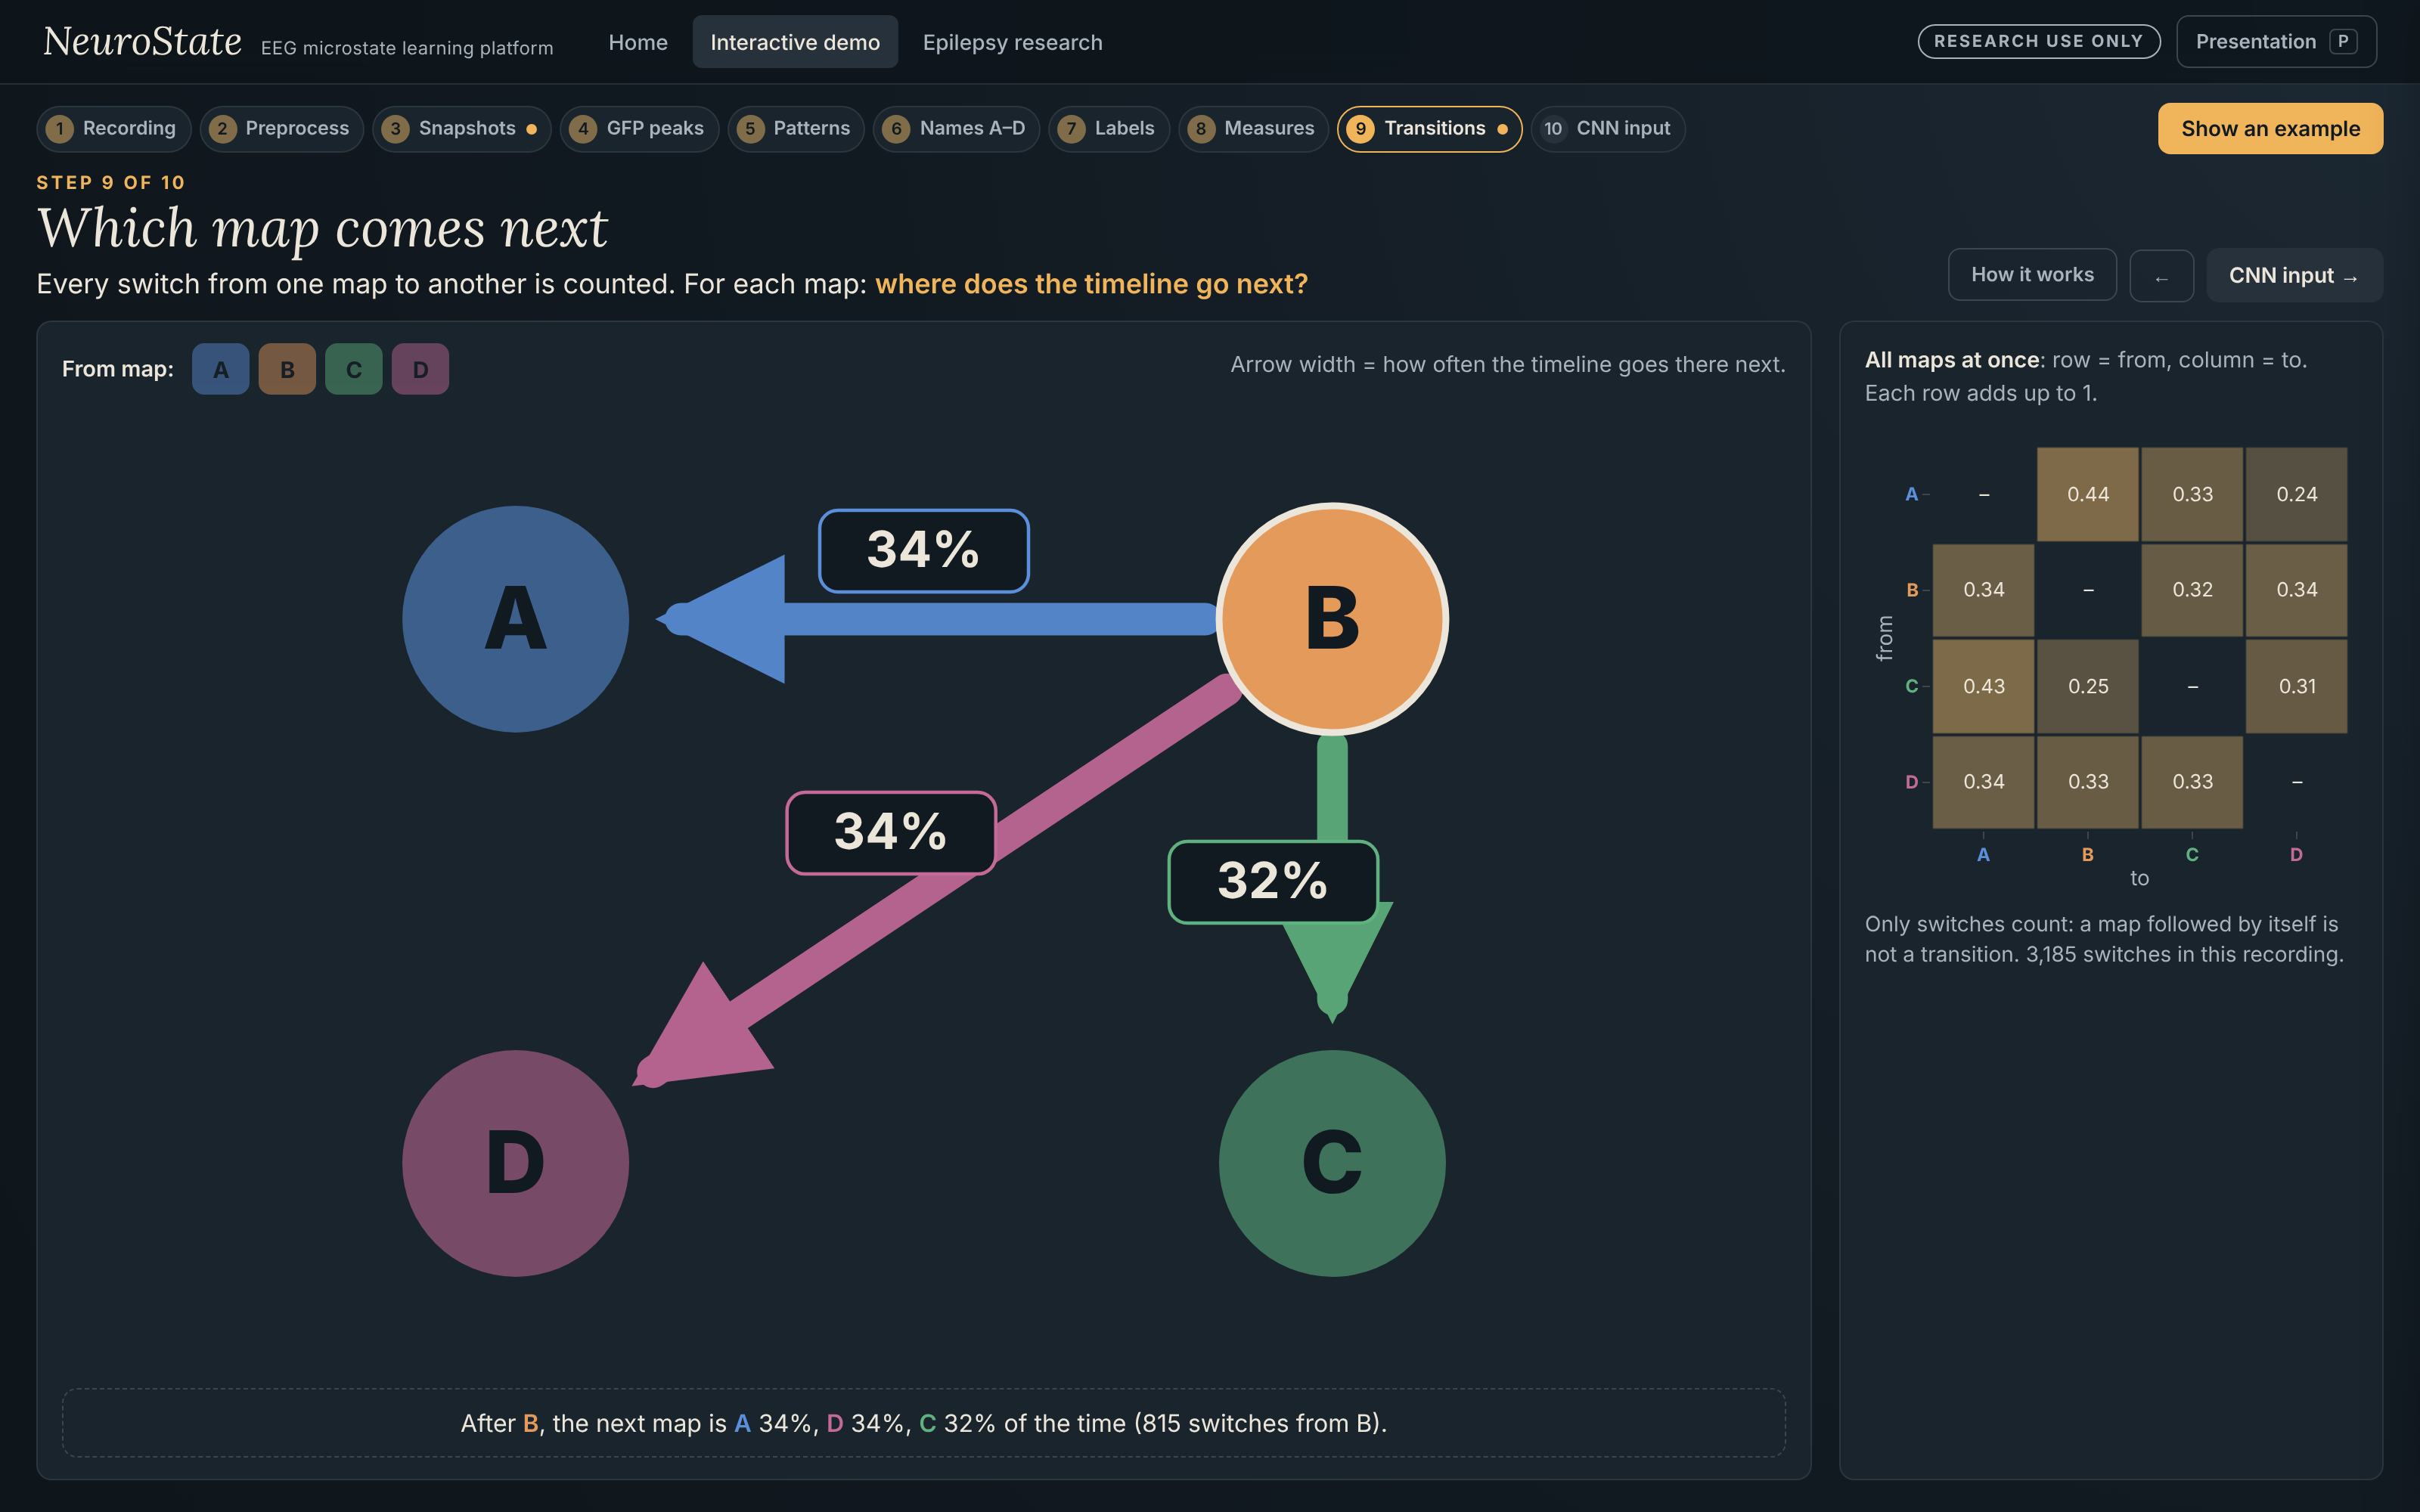 NeuroState EEG microstate learning platform Home Interactive demo Epilepsy research RESEARCH USE ONLY Presentation P
1 Recording 2 Preprocess 3 Snapshots 4 GFP peaks 5 Patterns 6 Names A–D 7 Labels 8 Measures 9 Transitions 10 CNN input Show an example
STEP 9 OF 10
Which map comes next
Every switch from one map to another is counted. For each map: where does the timeline go next?
How it works ← CNN input →
From map: A B C D
Arrow width = how often the timeline goes there next.
34%
A
B
34%
32%
D
C
After B, the next map is A 34%, D 34%, C 32% of the time (815 switches from B).
All maps at once: row = from, column = to.
Each row adds up to 1.
A – 0.44 0.33 0.24
B 0.34 – 0.32 0.34
from
C 0.43 0.25 – 0.31
D 0.34 0.33 0.33 –
A B C D
to
Only switches count: a map followed by itself is
not a transition. 3,185 switches in this recording.